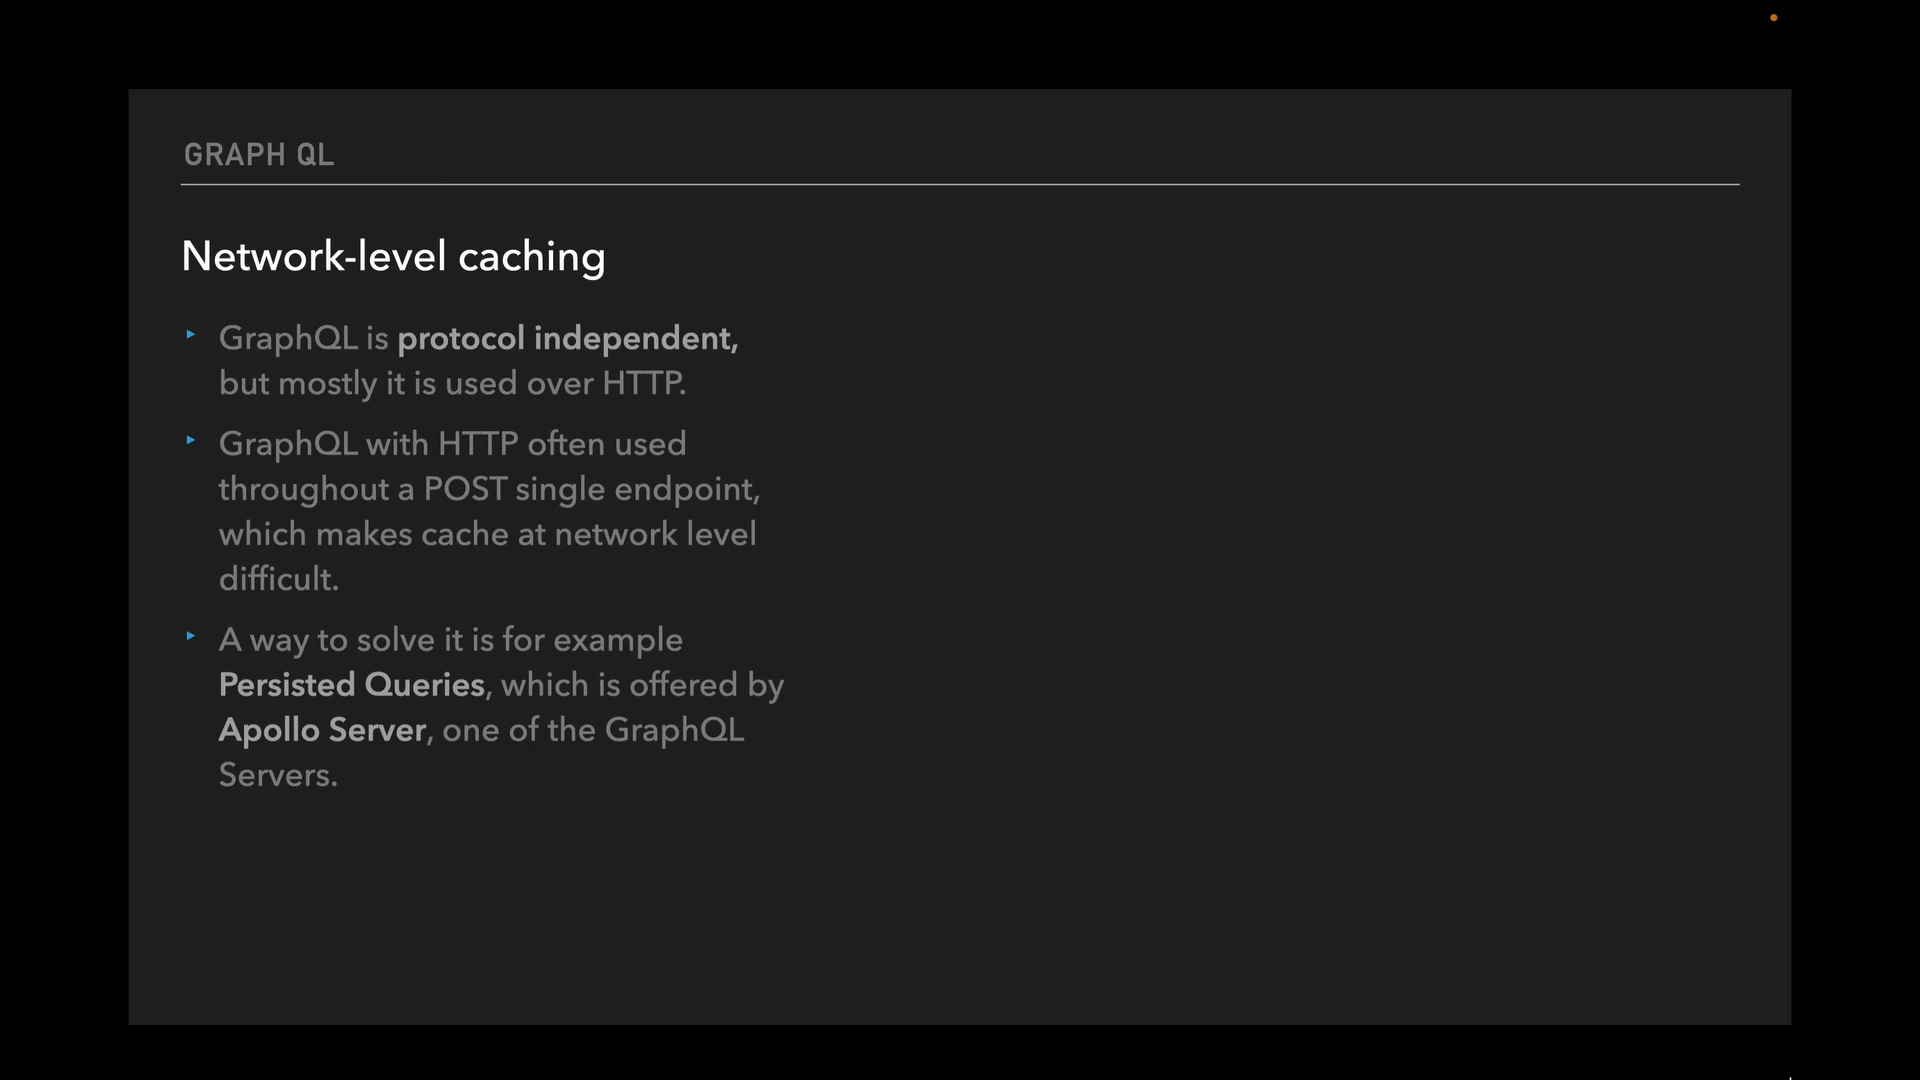 GRAPH QL
Network-level caching
GraphQL is protocol independent,
but mostly it is used over HTTP.
GraphQL with HTTP often used
throughout a POST single endpoint,
which makes cache at network level
difficult.
A way to solve it is for example
Persisted Queries, which is offered by
Apollo Server, one of the GraphQL
Servers.